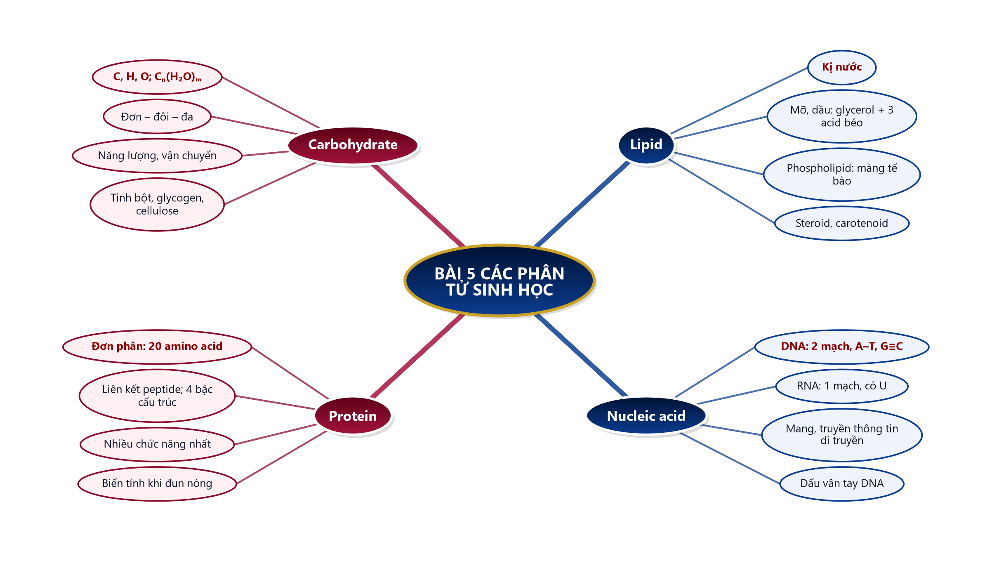 C, H, O; Cₙ(H₂O)ₘ
Đơn – đôi – đa
Năng lượng, vận chuyển
Tinh bột, glycogen,
cellulose
Carbohydrate
Kị nước
Mỡ, dầu: glycerol + 3
acid béo
Phospholipid: màng tế
bào
Steroid, carotenoid
Lipid
BÀI 5 CÁC PHÂN
TỬ SINH HỌC
Đơn phân: 20 amino acid
Liên kết peptide; 4 bậc
cấu trúc
Nhiều chức năng nhất
Biến tính khi đun nóng
Protein
DNA: 2 mạch, A–T, G≡C
RNA: 1 mạch, có U
Mang, truyền thông tin
di truyền
Dấu vân tay DNA
Nucleic acid